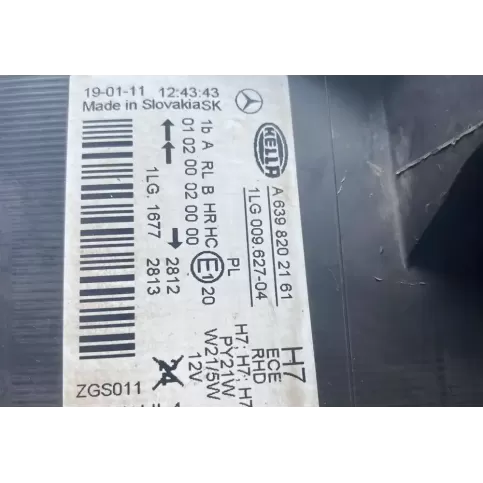 19-01-11 12:43:43
Made in SlovakiaSK
HELLA
A 639 820 21 61
1LG 009.627-04
1b A RL B HR HC PL
01 02 00 02 00 00
E1
20
1LG. 1677
2812
2813
H7
ECE
RHD
H7; H7; H7
PY21W
W21/5W
12V
ZGS011